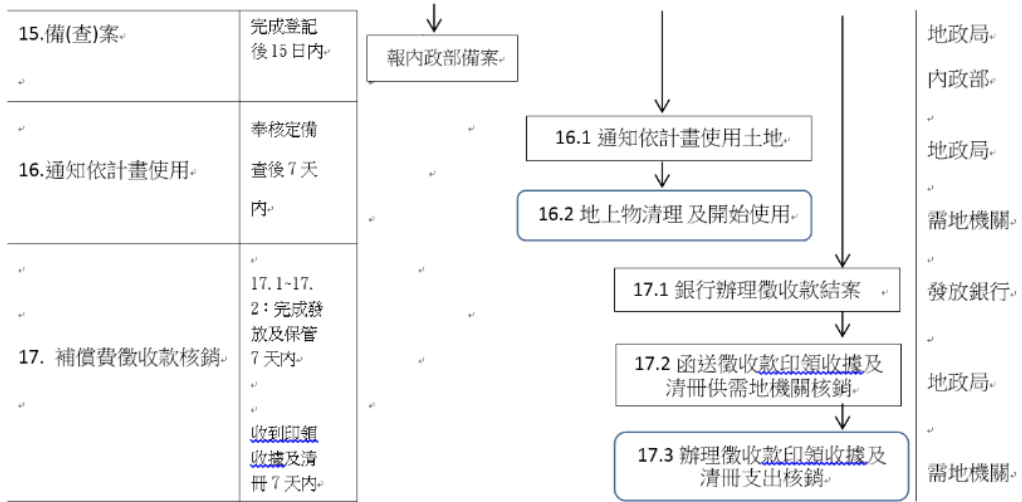 15.備(查)案
完成登記
後15日内
報內政部備案
地政局
內政部
16.通知依計畫使用
奉核定備
查後7天
内
16.1 通知依計畫使用土地
16.2 地上物清理 及開始使用
地政局
需地機關
17. 補償費徵收款核銷
17.1~17.
2：完成發
放及保管
7天内
收到印領
收據及清
冊7天内
17.1 銀行辦理徵收款結案
17.2 函送徵收款印領收據及
清冊供需地機關核銷
17.3 辦理徵收款印領收據及
清冊支出核銷
發放銀行
地政局
需地機關